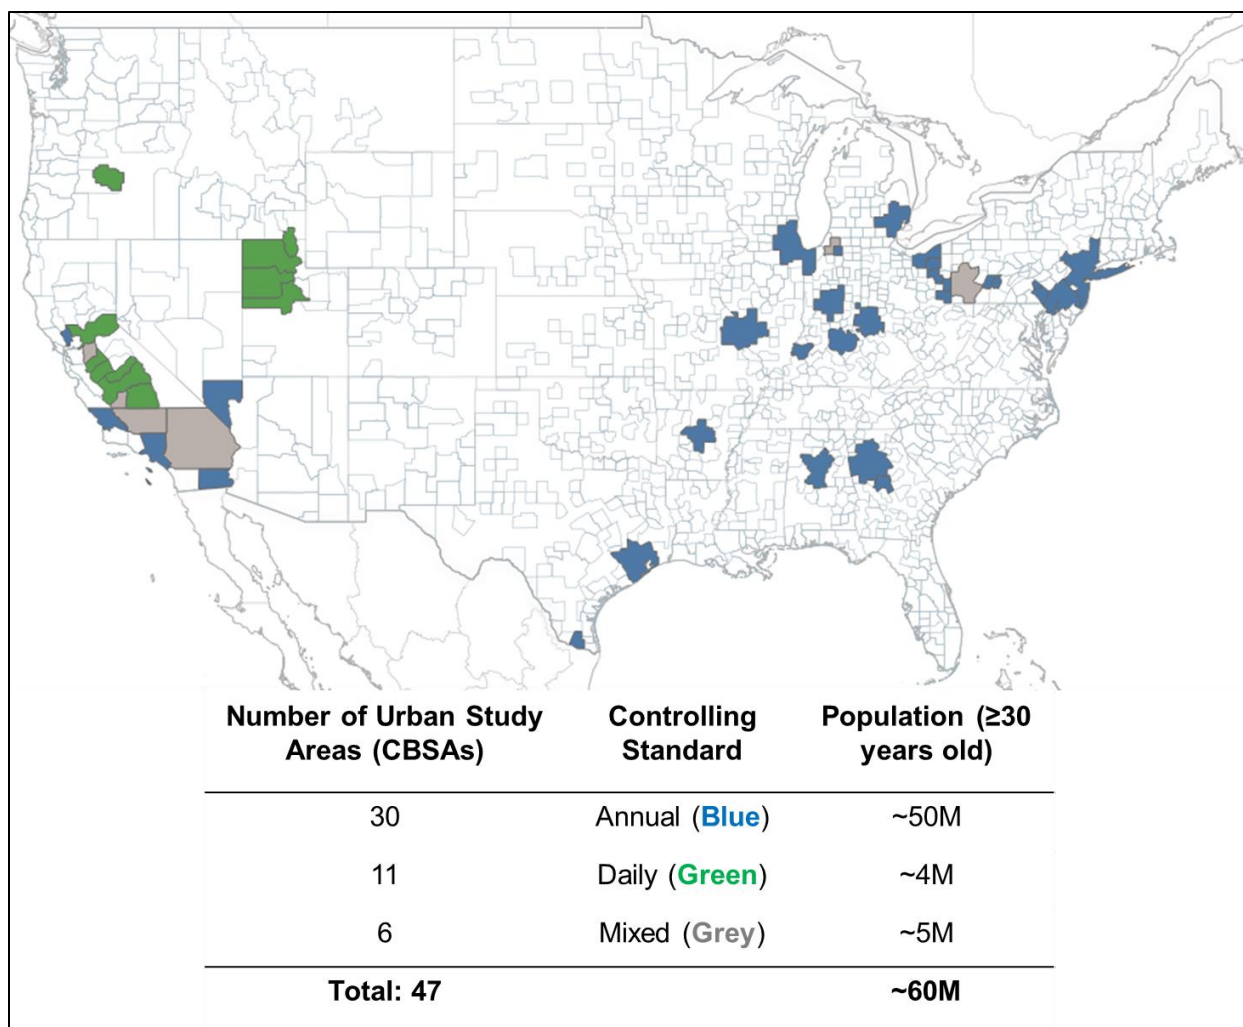 Number of Urban Study Controlling Population (≥30
Areas (CBSAs) Standard years old)
30 Annual (Blue) ~50M
11 Daily (Green) ~4M
6 Mixed (Grey) ~5M
Total: 47 ~60M